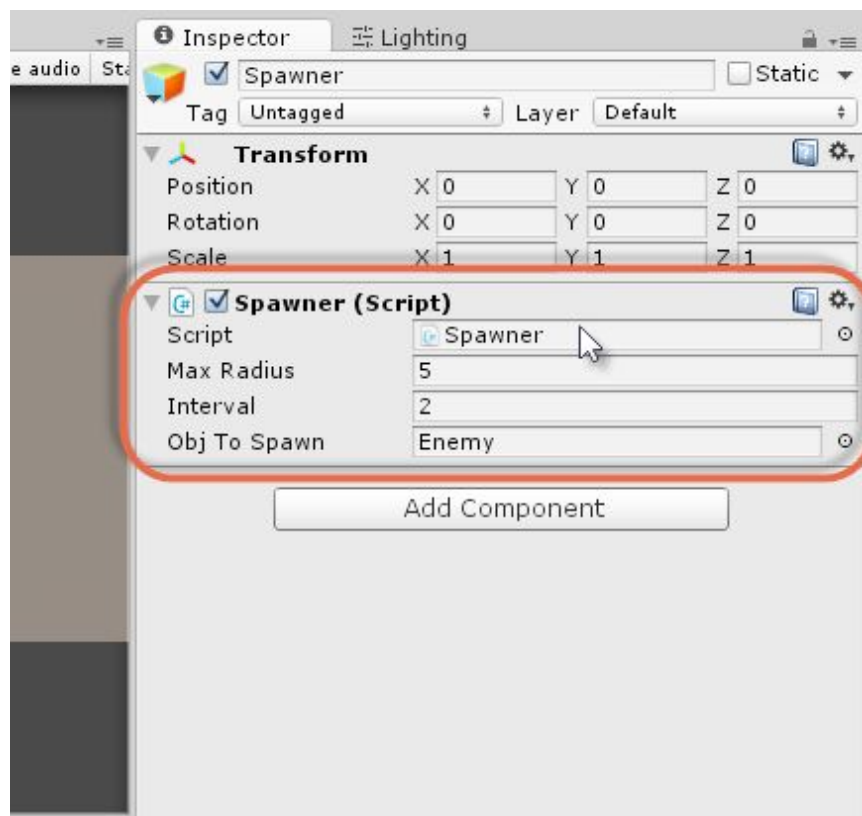 Inspector Lighting
e audio Sta
Spawner Static
Tag Untagged Layer Default
Transform
Position X 0 Y 0 Z 0
Rotation X 0 Y 0 Z 0
Scale X 1 Y 1 Z 1
Spawner (Script)
Script Spawner
Max Radius 5
Interval 2
Obj To Spawn Enemy
Add Component